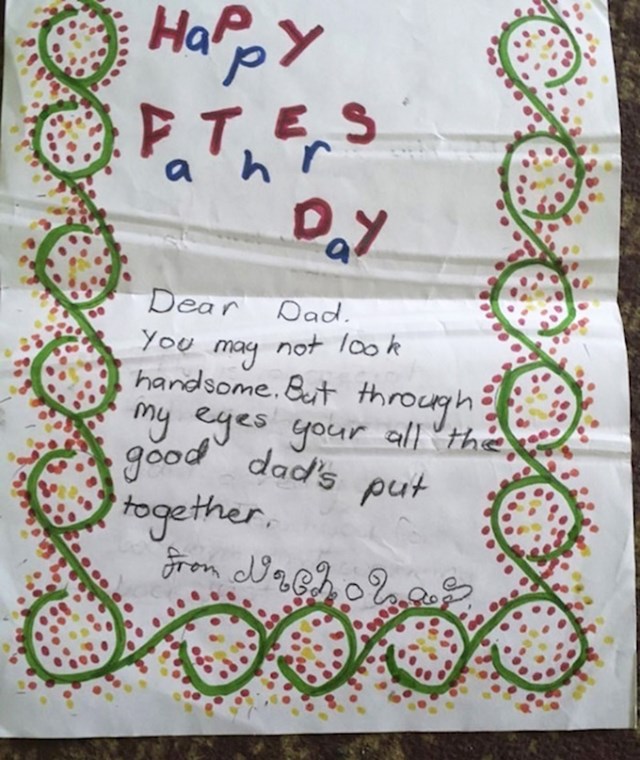 HaPpY
FaThErS
DaY
Dear Dad.
You may not look
handsome. But through
my eyes your all the
good dad's put
together.
from Nicholas.